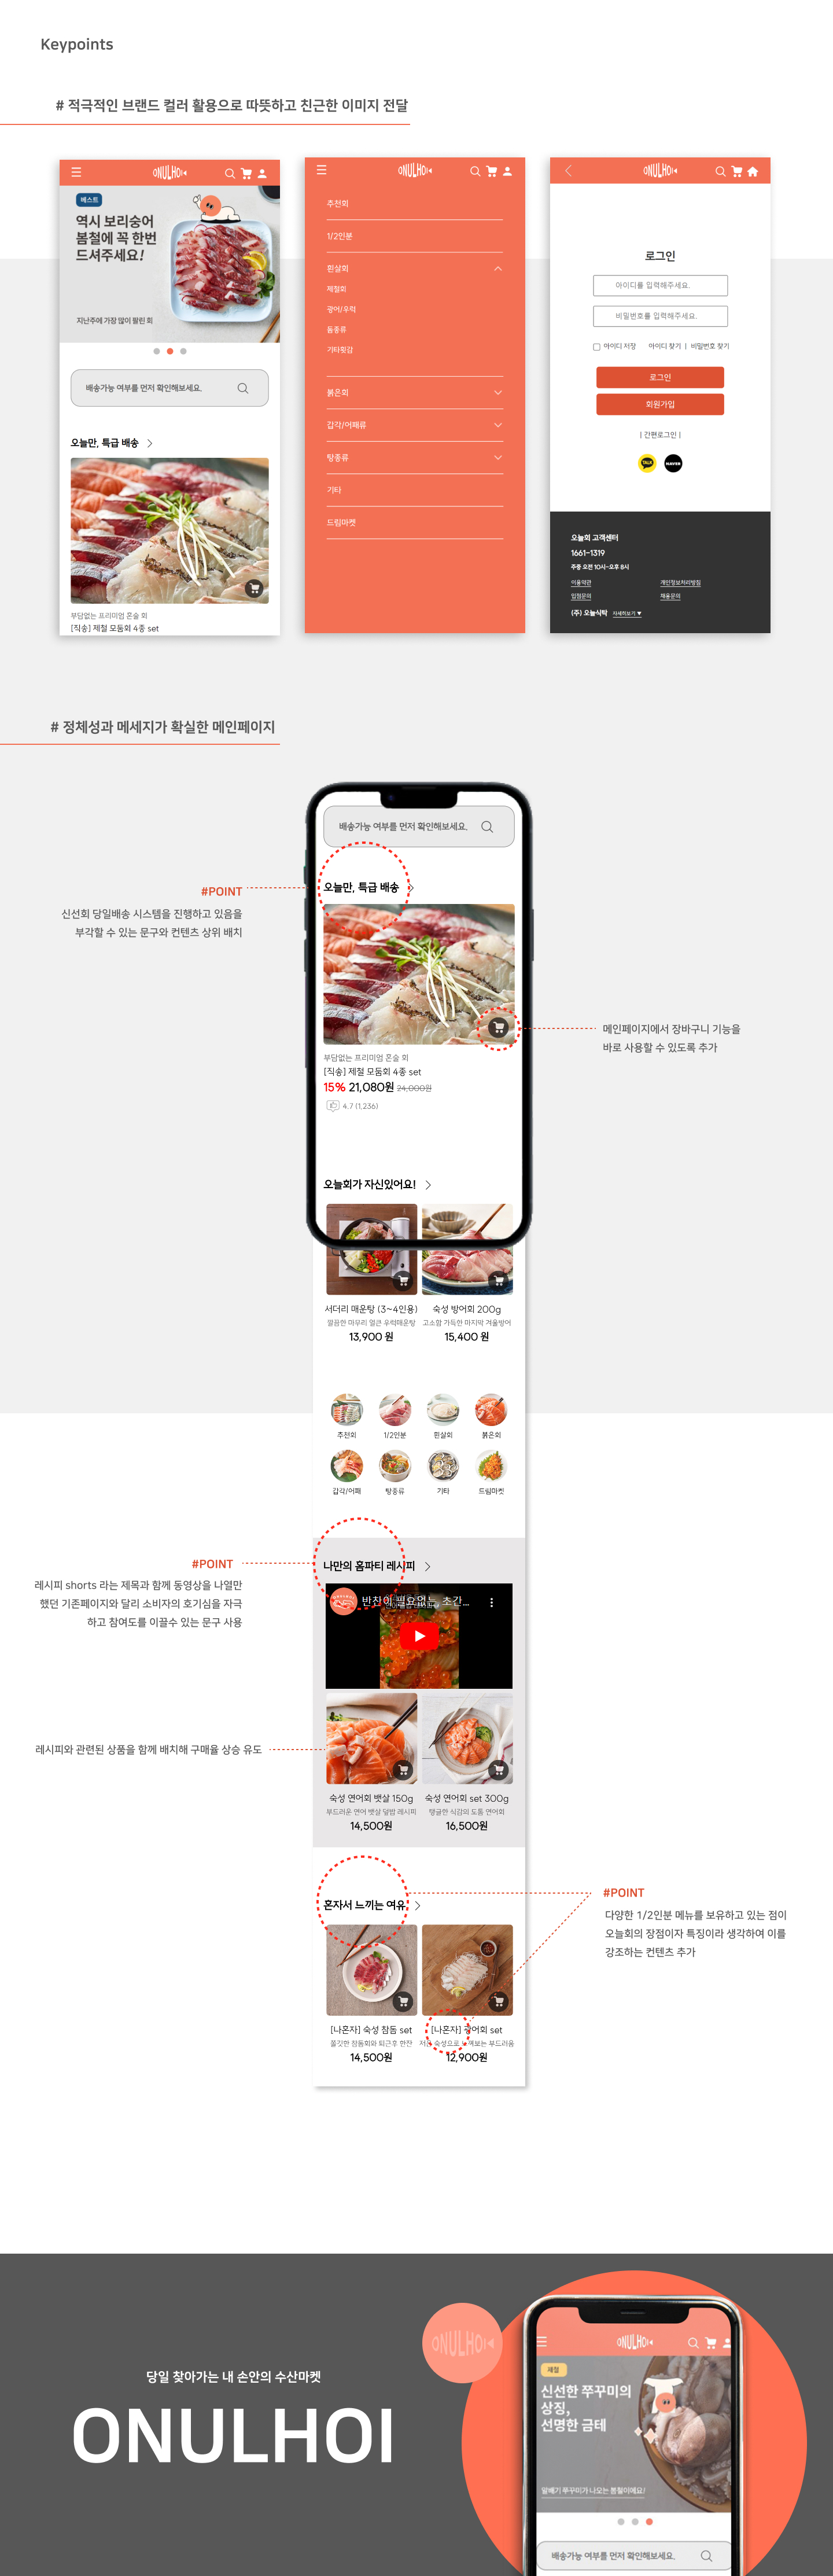 Keypoints
# 적극적인 브랜드 컬러 활용으로 따뜻하고 친근한 이미지 전달
ONULHOI
베스트
역시 보리숭어
봄철에 꼭 한번
드셔주세요!
지난주에 가장 많이 팔린 회
배송가능 여부를 먼저 확인해보세요.
오늘만, 특급 배송
부담없는 프리미엄 혼술 회
[직송] 제철 모둠회 4종 set
ONULHOI
추천회
1/2인분
흰살회
제철회
광어/우럭
돔종류
기타횟감
붉은회
갑각/어패류
탕종류
기타
드림마켓
ONULHOI
로그인
아이디를 입력해주세요.
비밀번호를 입력해주세요.
아이디 저장
아이디 찾기 | 비밀번호 찾기
로그인
회원가입
| 간편로그인 |
TALK
NAVER
오늘회 고객센터
1661-1319
주중 오전 10시-오후 8시
이용약관
개인정보처리방침
입점문의
채용문의
(주) 오늘식탁 자세히보기 ▼
# 정체성과 메세지가 확실한 메인페이지
배송가능 여부를 먼저 확인해보세요.
오늘만, 특급 배송
#POINT
신선회 당일배송 시스템을 진행하고 있음을
부각할 수 있는 문구와 컨텐츠 상위 배치
메인페이지에서 장바구니 기능을
바로 사용할 수 있도록 추가
부담없는 프리미엄 혼술 회
[직송] 제철 모둠회 4종 set
15% 21,080원 24,000원
4.7 (1,236)
오늘회가 자신있어요!
서더리 매운탕 (3~4인용)
깔끔한 마무리 얼큰 우럭매운탕
13,900 원
숙성 방어회 200g
고소함 가득한 마지막 겨울방어
15,400 원
추천회
1/2인분
흰살회
붉은회
갑각/어패
탕종류
기타
드림마켓
#POINT
레시피 shorts 라는 제목과 함께 동영상을 나열만
했던 기존페이지와 달리 소비자의 호기심을 자극
하고 참여도를 이끌수 있는 문구 사용
나만의 홈파티 레시피
반찬이 필요없는, 초간...
레시피와 관련된 상품을 함께 배치해 구매율 상승 유도
숙성 연어회 뱃살 150g
부드러운 연어 뱃살 덮밥 레시피
14,500원
숙성 연어회 set 300g
탱글한 식감의 도톰 연어회
16,500원
혼자서 느끼는 여유,
#POINT
다양한 1/2인분 메뉴를 보유하고 있는 점이
오늘회의 장점이자 특징이라 생각하여 이를
강조하는 컨텐츠 추가
[나혼자] 숙성 참돔 set
쫄깃한 참돔회와 퇴근후 한잔
14,500원
[나혼자] 광어회 set
저온 숙성으로 느껴보는 부드러움
12,900원
당일 찾아가는 내 손안의 수산마켓
ONULHOI
ONULHOI
ONULHOI
제철
신선한 쭈꾸미의
상징,
선명한 금테
알배기 쭈꾸미가 나오는 봄철이에요!
배송가능 여부를 먼저 확인해보세요.